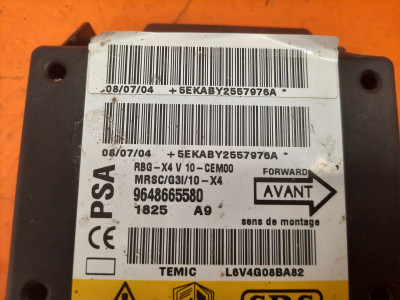 08/07/04 +5EKABY2557976A *
08/07/04 +5EKABY2557976A *
PSA
RBG-X4 V 10-CEM00
MRSC/G3I/10-X4
9648665580
1825 A9
FORWARD
AVANT
sens de montage
CE
TEMIC L6V4G08BA82